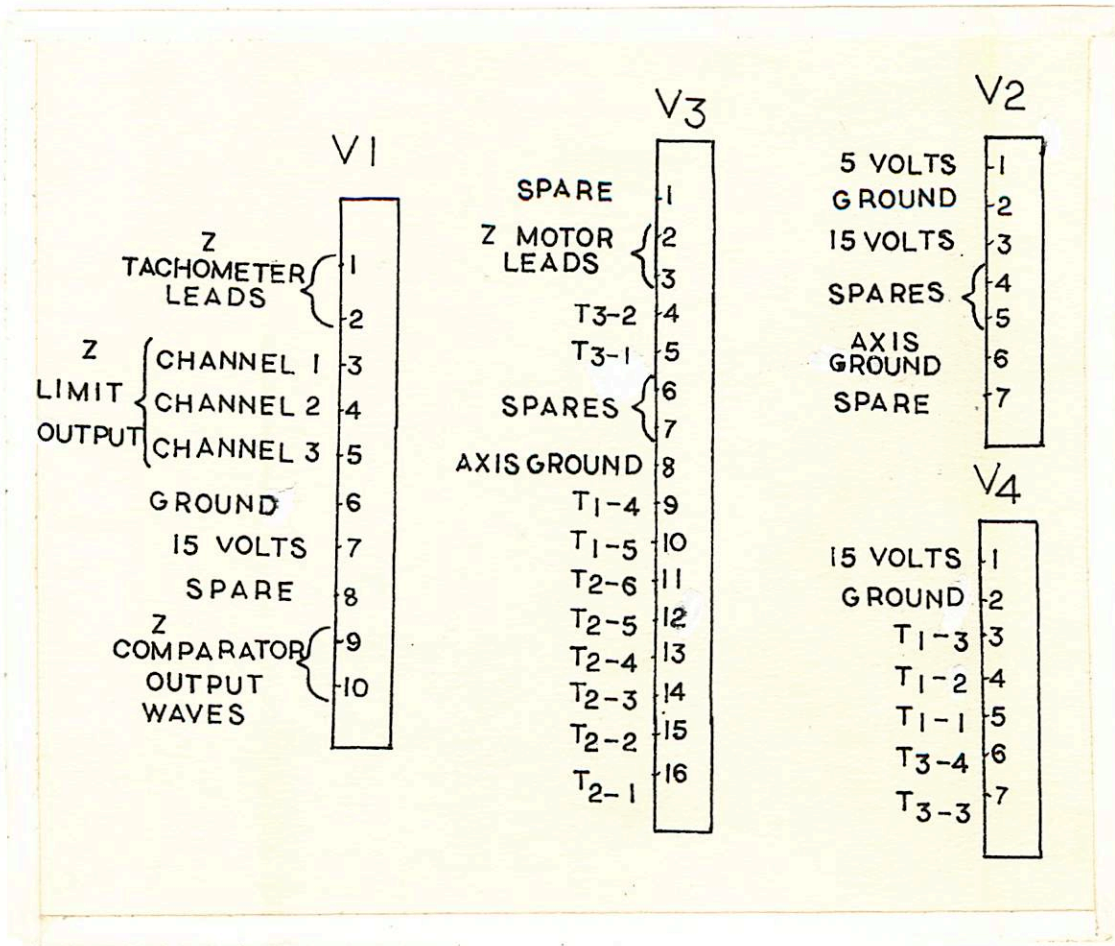 V1
Z
TACHOMETER
LEADS
1
2
Z
LIMIT
OUTPUT
CHANNEL 1 3
CHANNEL 2 4
CHANNEL 3 5
GROUND 6
15 VOLTS 7
SPARE 8
Z
COMPARATOR
OUTPUT
WAVES
9
10
V3
SPARE 1
Z MOTOR
LEADS
2
3
T3-2 4
T3-1 5
SPARES
6
7
AXIS GROUND 8
T1-4 9
T1-5 10
T2-6 11
T2-5 12
T2-4 13
T2-3 14
T2-2 15
T2-1 16
V2
5 VOLTS 1
GROUND 2
15 VOLTS 3
SPARES
4
5
AXIS
GROUND
6
SPARE 7
V4
15 VOLTS 1
GROUND 2
T1-3 3
T1-2 4
T1-1 5
T3-4 6
T3-3 7